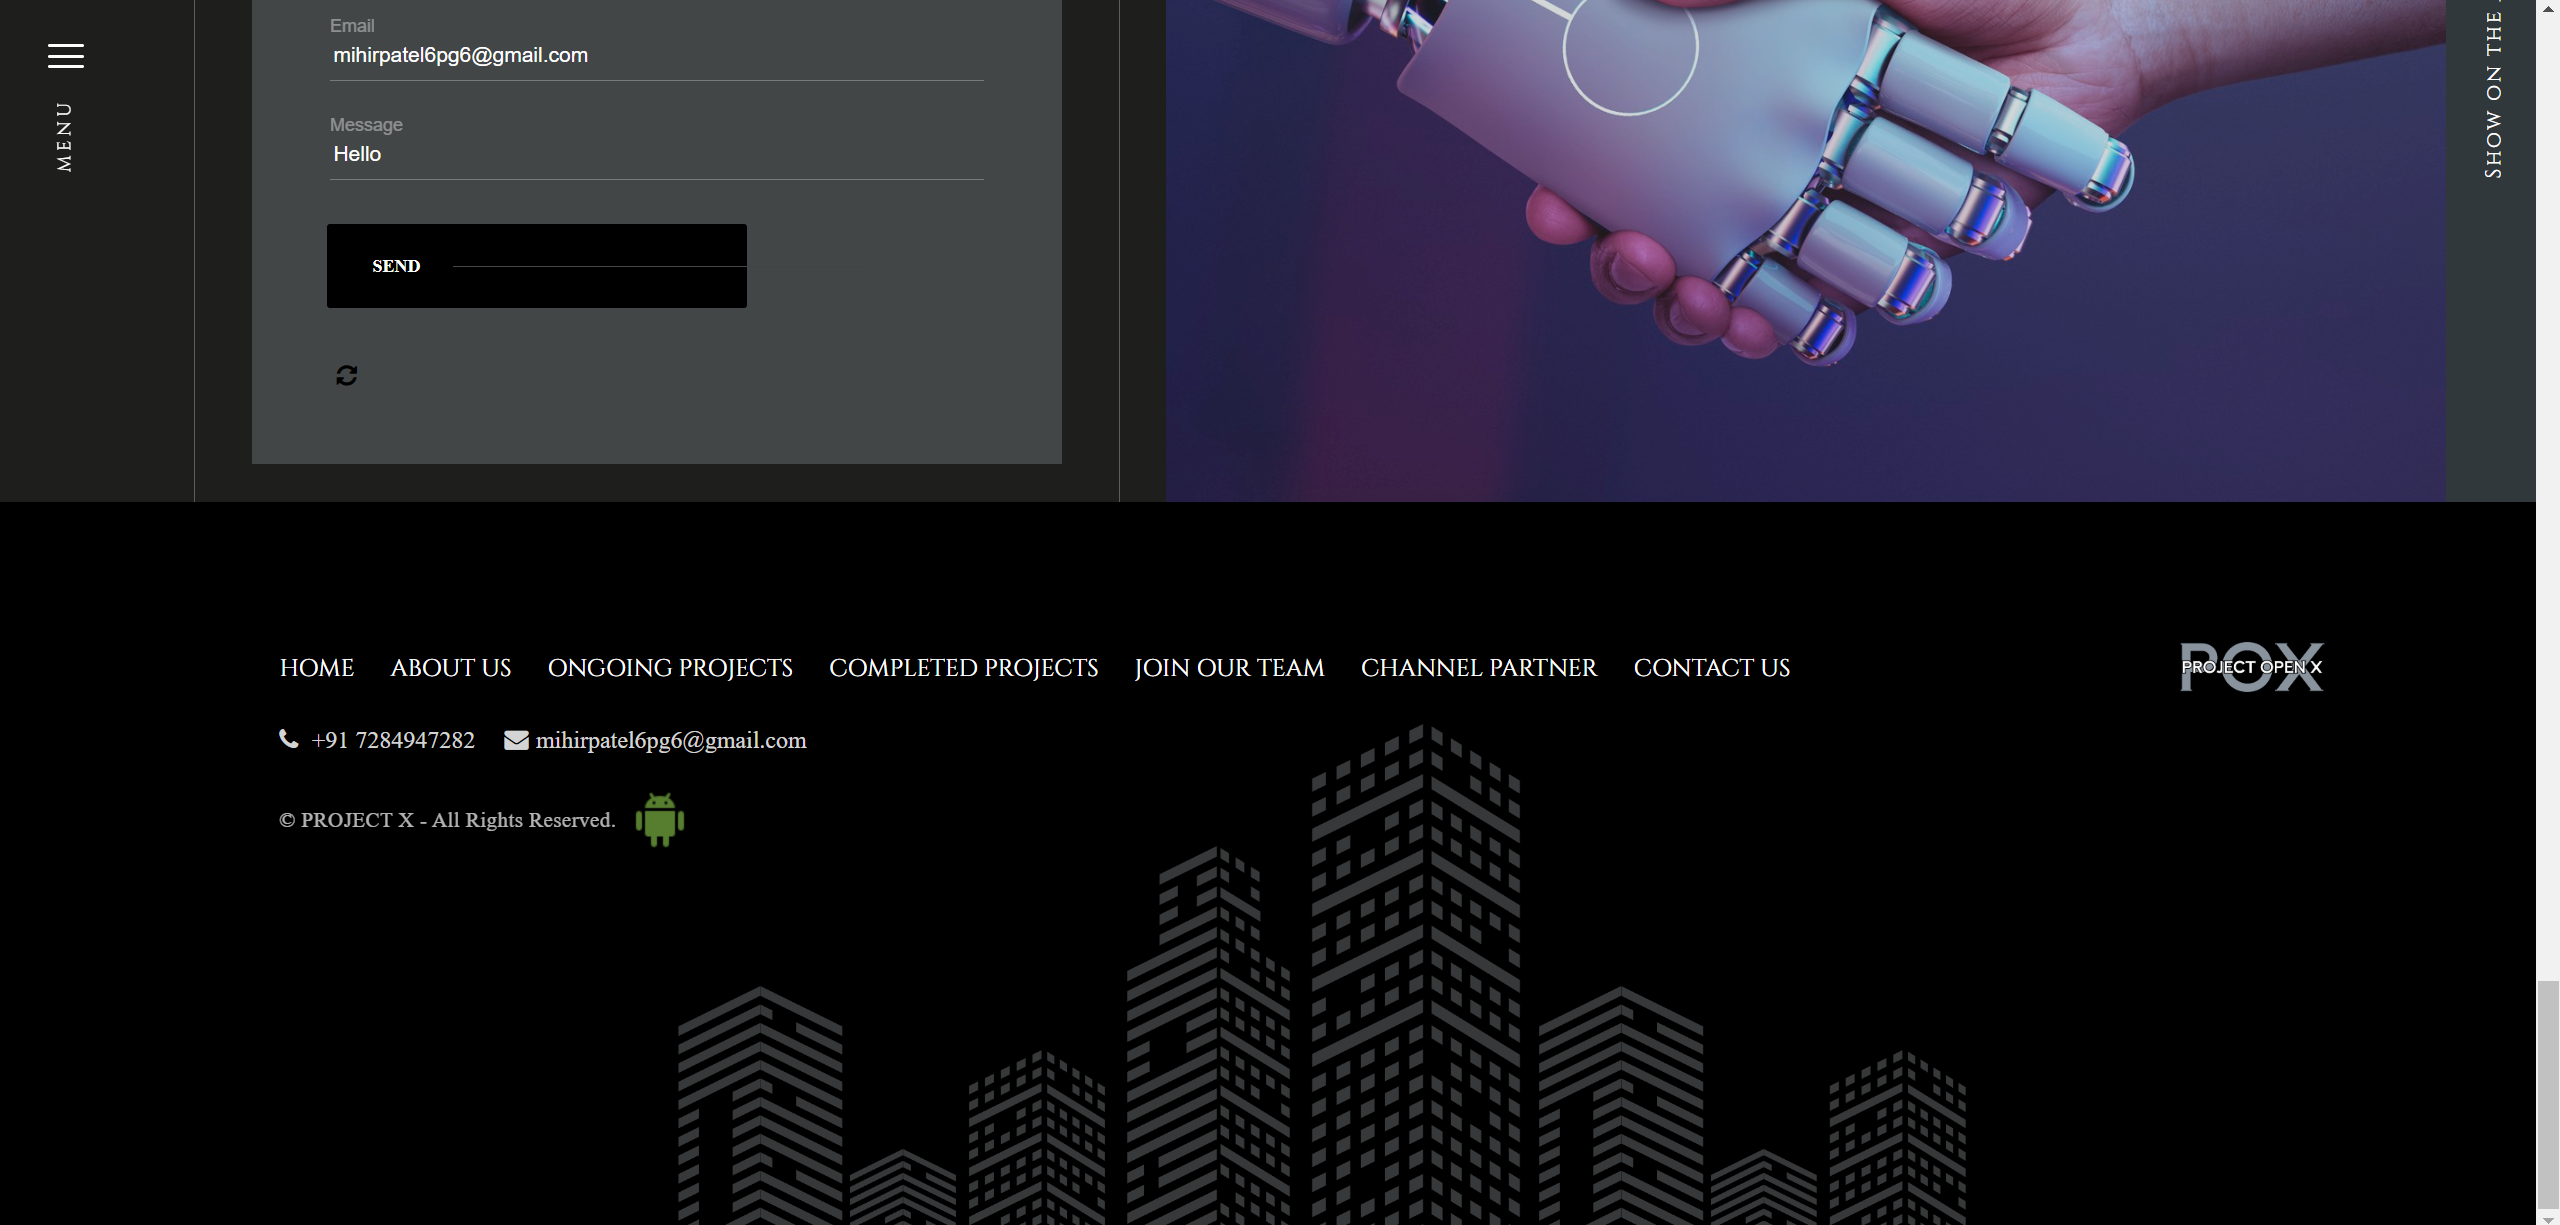 MENU
Email
mihirpatel6pg6@gmail.com
Message
Hello
SEND
SHOW ON THE
HOME ABOUT US ONGOING PROJECTS COMPLETED PROJECTS JOIN OUR TEAM CHANNEL PARTNER CONTACT US
POX
PROJECT OPEN X
+91 7284947282 mihirpatel6pg6@gmail.com
© PROJECT X - All Rights Reserved.